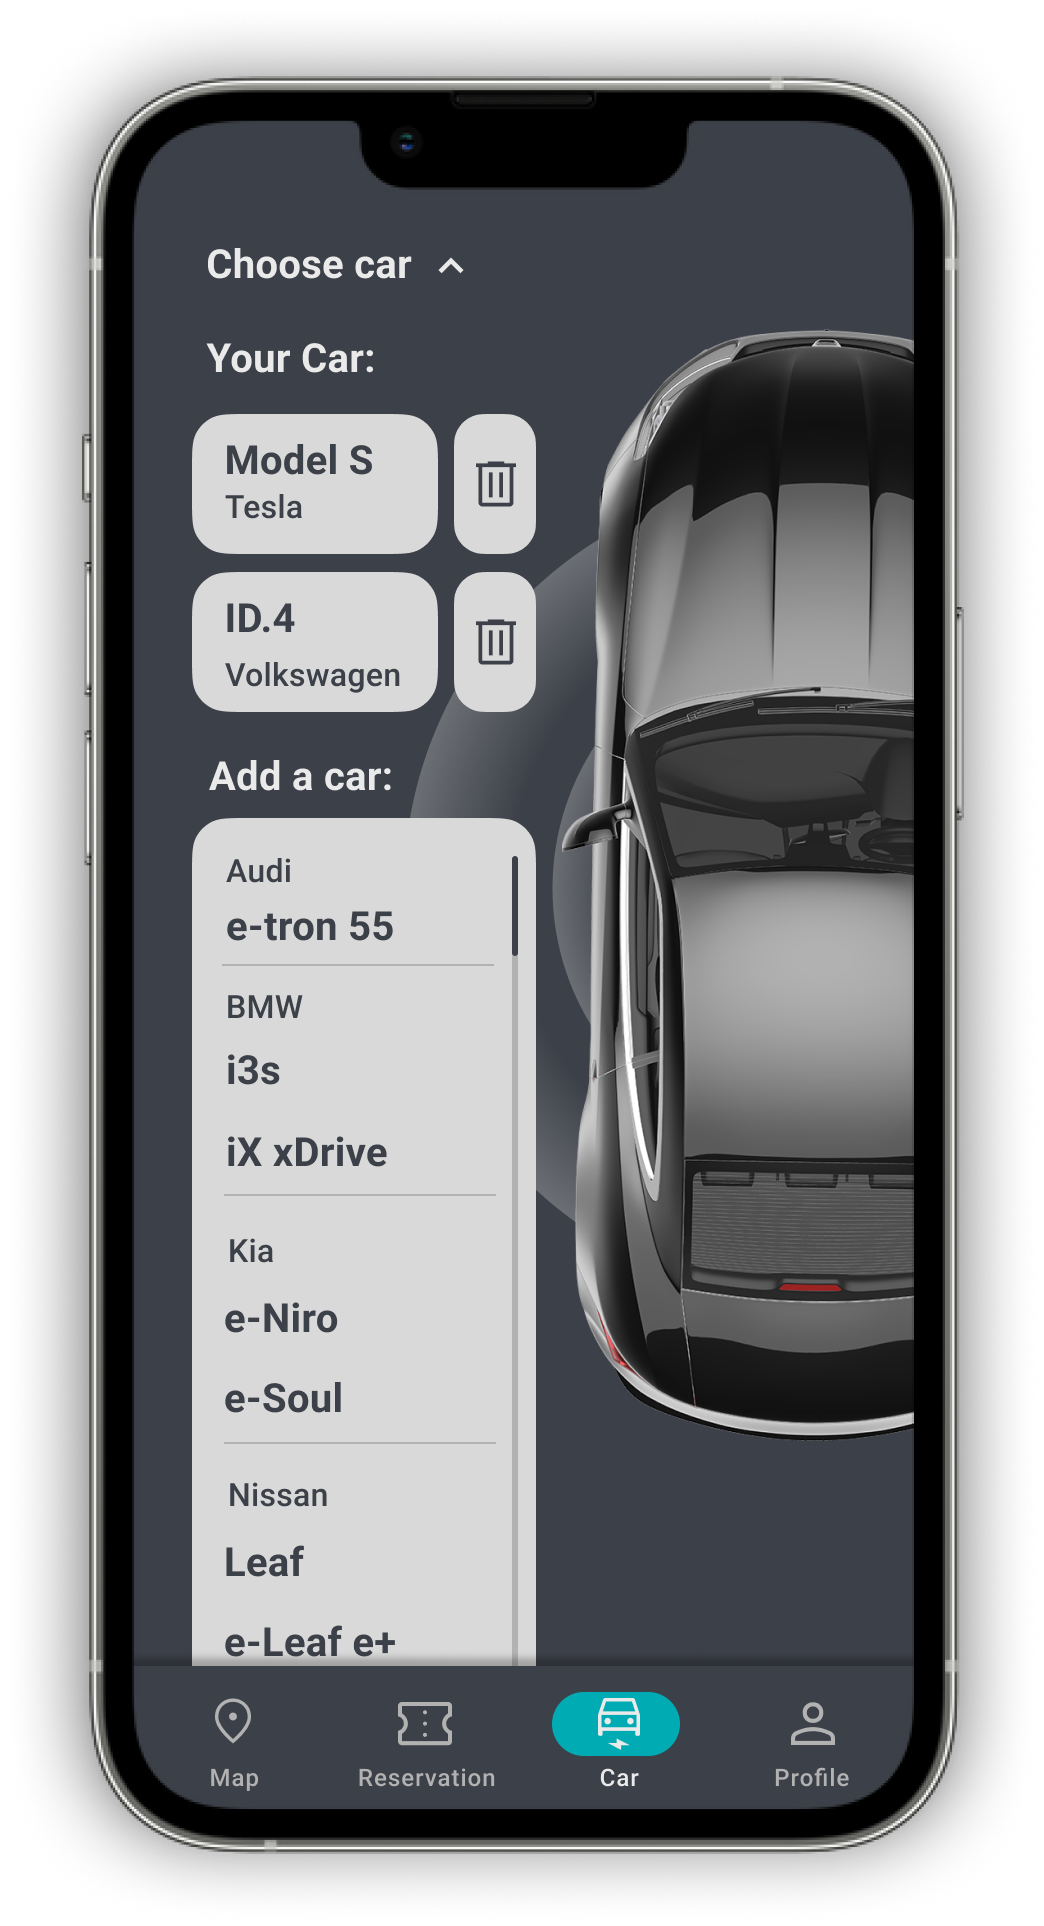 Choose car
Your Car:
Model S
Tesla
ID.4
Volkswagen
Add a car:
Audi
e-tron 55
BMW
i3s
iX xDrive
Kia
e-Niro
e-Soul
Nissan
Leaf
e-Leaf e+
Map
Reservation
Car
Profile